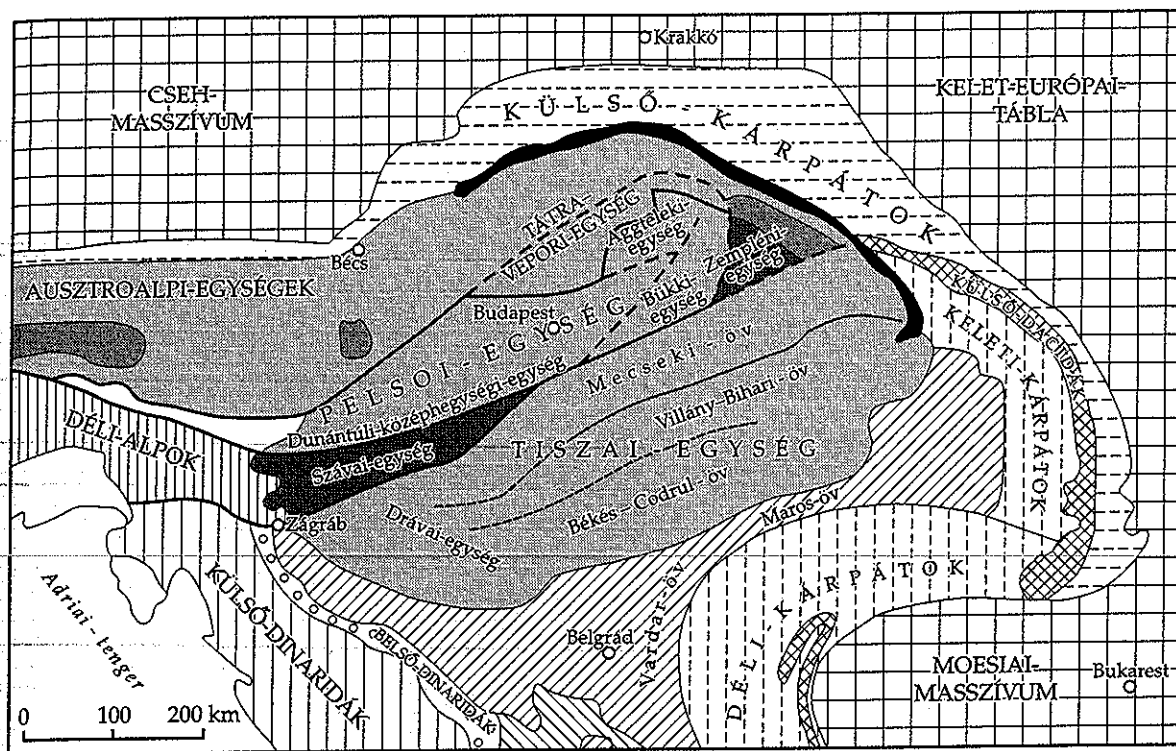 Krakkó
CSEH-
MASSZÍVUM
KELET-EURÓPAI-
TÁBLA
KÜLSŐ-KÁRPÁTOK
TÁTRA-
VEPORI-EGYSÉG
Aggteleki-
egység
Zempléni-
egység
Bécs
AUSZTROALPI-EGYSÉGEK
Budapest
Bükki-
egység
PELSOI-EGYSÉG
KÜLSŐ-DACIDÁK
KELETI-KÁRPÁTOK
Mecseki-öv
Dunántúli-középhegységi-egység
Villány-Bihari-öv
DÉLI-ALPOK
Szávai-egység
TISZAI-EGYSÉG
Békés-Codrul-öv
Maros-öv
Zágráb
Drávai-egység
DÉLI-KÁRPÁTOK
Adriai-tenger
KÜLSŐ-DINARIDÁK
BELSŐ-DINARIDÁK
Belgrád
Vardar-öv
MOESIAI-
MASSZÍVUM
Bukarest
0 100 200 km